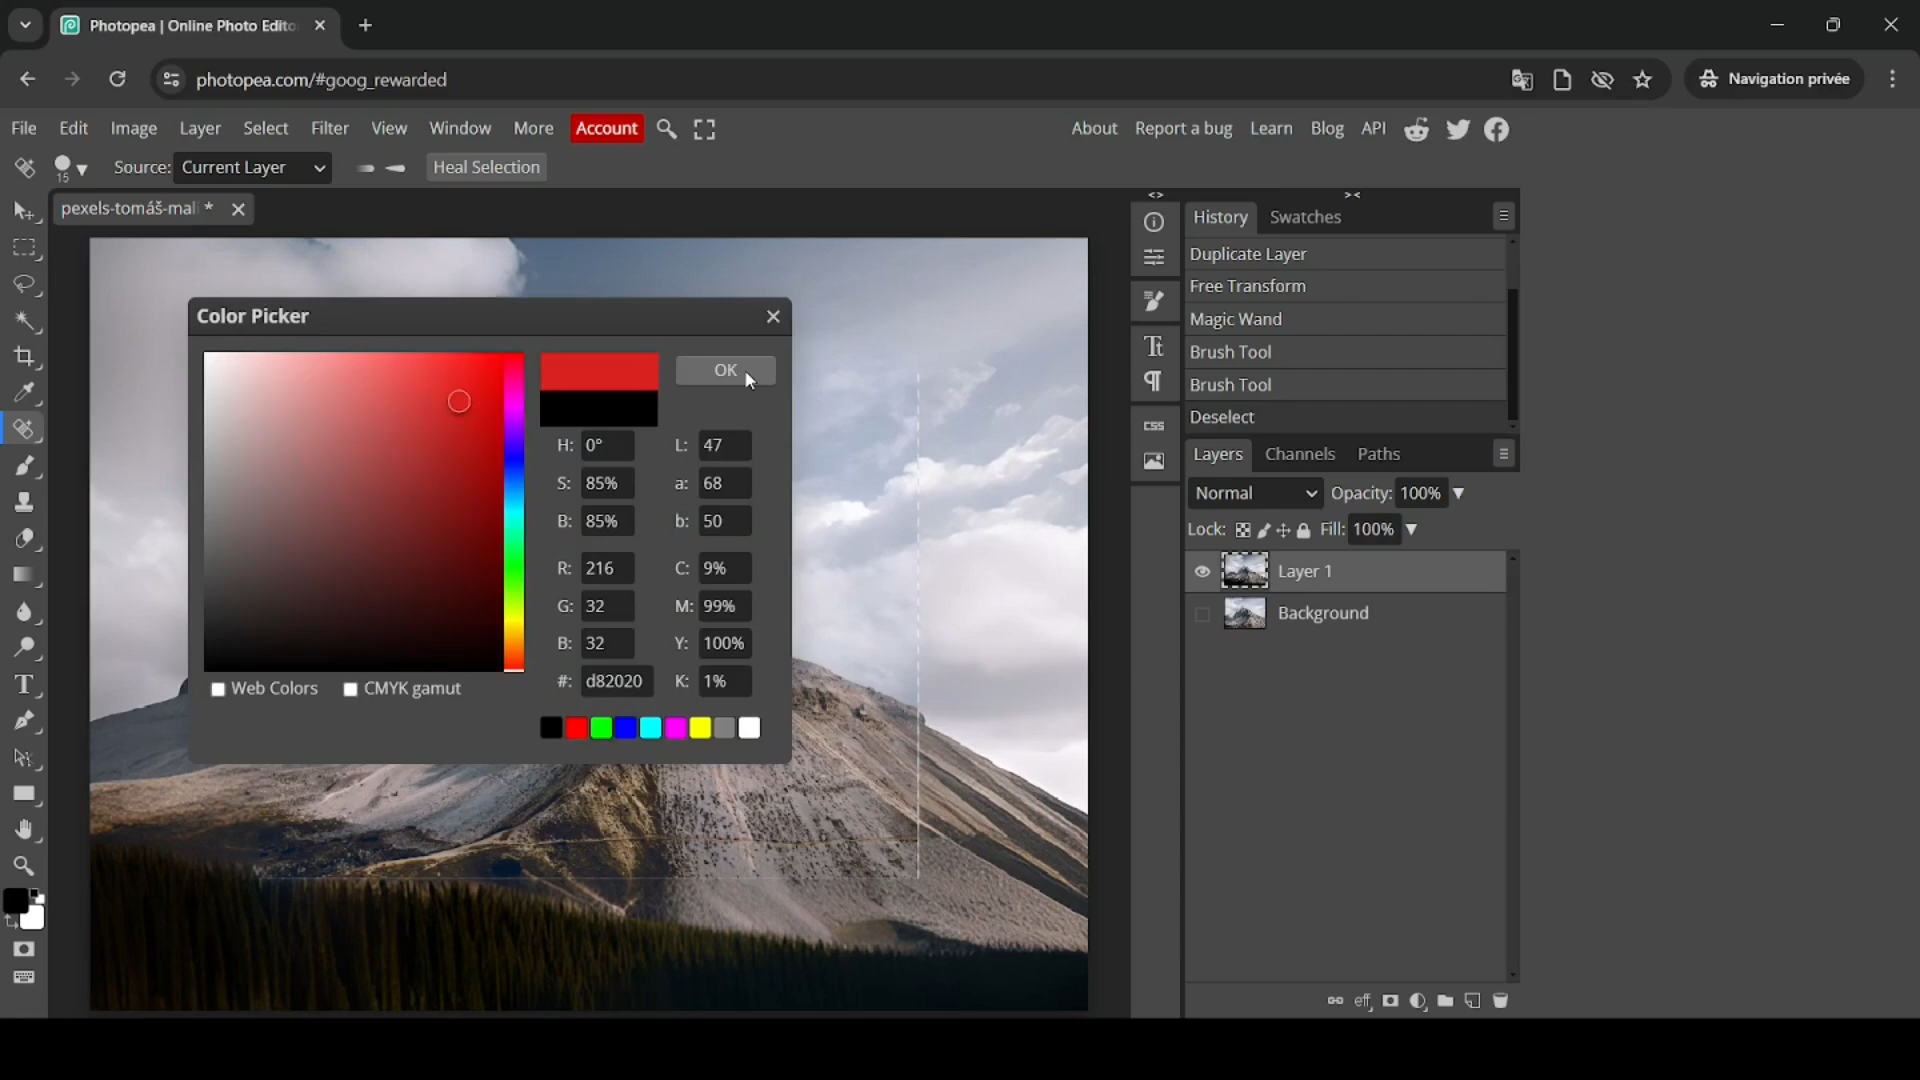 Photopea | Online Photo Edito
photopea.com/#goog_rewarded
Navigation privée
File Edit Image Layer Select Filter View Window More Account
About Report a bug Learn Blog API
15 Source: Current Layer Heal Selection
pexels-tomáš-mal * 
History Swatches
Duplicate Layer
Free Transform
Magic Wand
Brush Tool
Brush Tool
Deselect
Color Picker
OK
H: 0° L: 47
S: 85% a: 68
B: 85% b: 50
R: 216 C: 9%
G: 32 M: 99%
B: 32 Y: 100%
#: d82020 K: 1%
Web Colors CMYK gamut
CSS
Layers Channels Paths
Normal Opacity: 100%
Lock: Fill: 100%
Layer 1
Background
eff